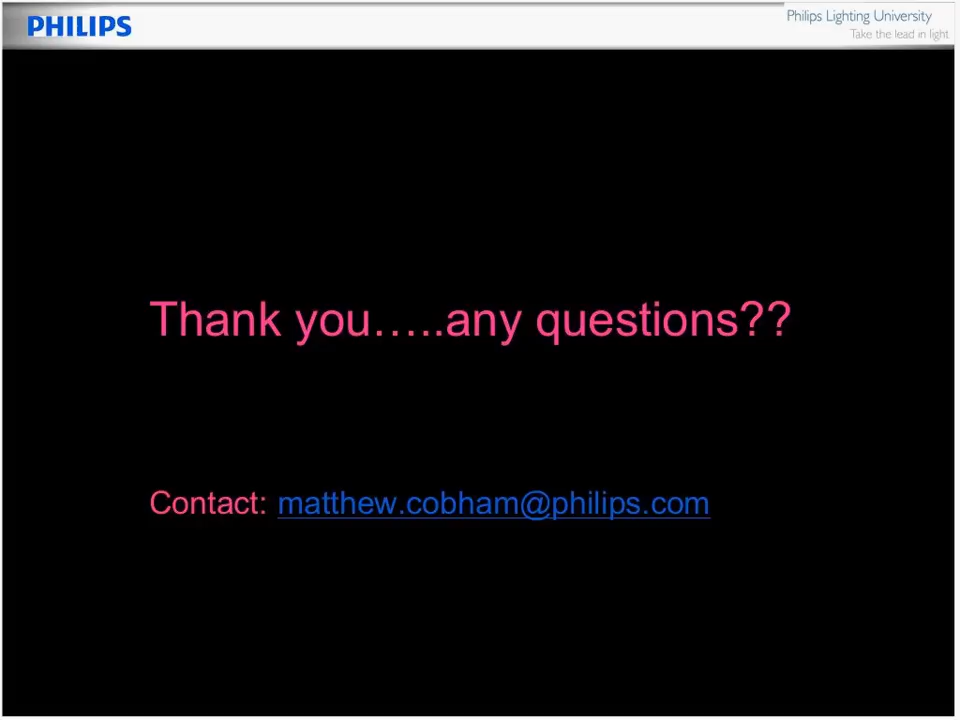 PHILIPS
Philips Lighting University
Take the lead in light
Thank you…..any questions??
Contact: matthew.cobham@philips.com